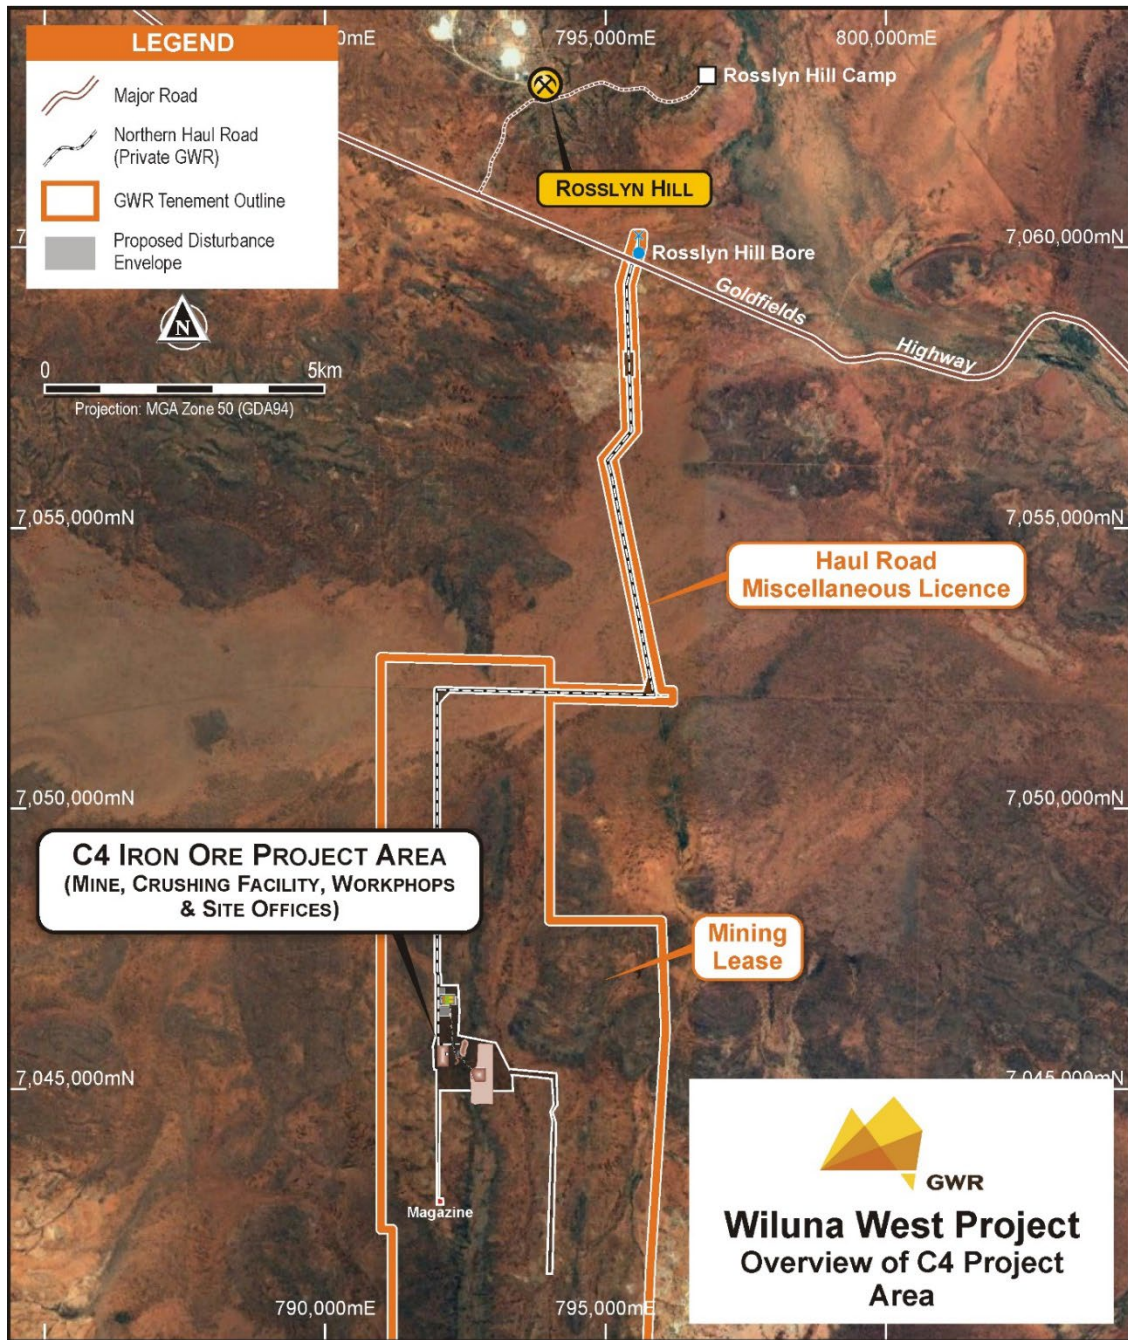 LEGEND
Major Road
Northern Haul Road
(Private GWR)
GWR Tenement Outline
Proposed Disturbance
Envelope
N
0 5km
Projection: MGA Zone 50 (GDA94)
mE
795,000mE
800,000mE
Rosslyn Hill Camp
ROSSLYN HILL
7,060,000mN
Rosslyn Hill Bore
Goldfields
Highway
7,055,000mN
7,055,000mN
Haul Road
Miscellaneous Licence
7,050,000mN
7,050,000mN
C4 IRON ORE PROJECT AREA
(MINE, CRUSHING FACILITY, WORKPHOPS
& SITE OFFICES)
Mining
Lease
7,045,000mN
7,045,000mN
Magazine
790,000mE
795,000mE
GWR
Wiluna West Project
Overview of C4 Project
Area